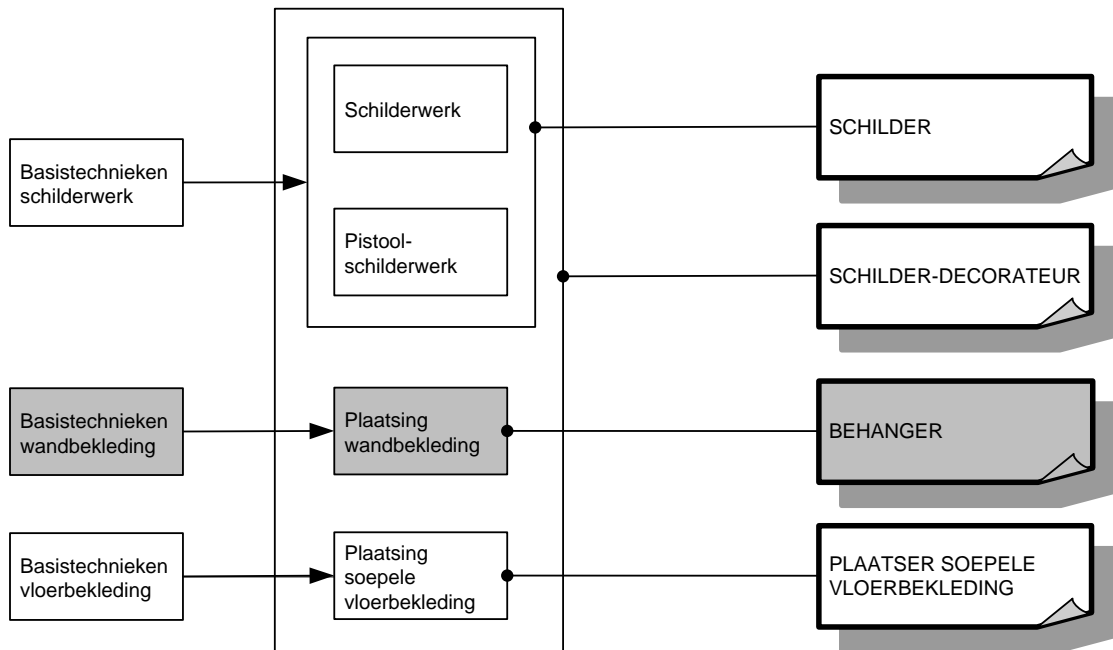 Schilderwerk
SCHILDER
Basistechnieken
schilderwerk
Pistool-
schilderwerk
SCHILDER-DECORATEUR
Basistechnieken
wandbekleding
Plaatsing
wandbekleding
BEHANGER
Basistechnieken
vloerbekleding
Plaatsing
soepele
vloerbekleding
PLAATSER SOEPELE
VLOERBEKLEDING